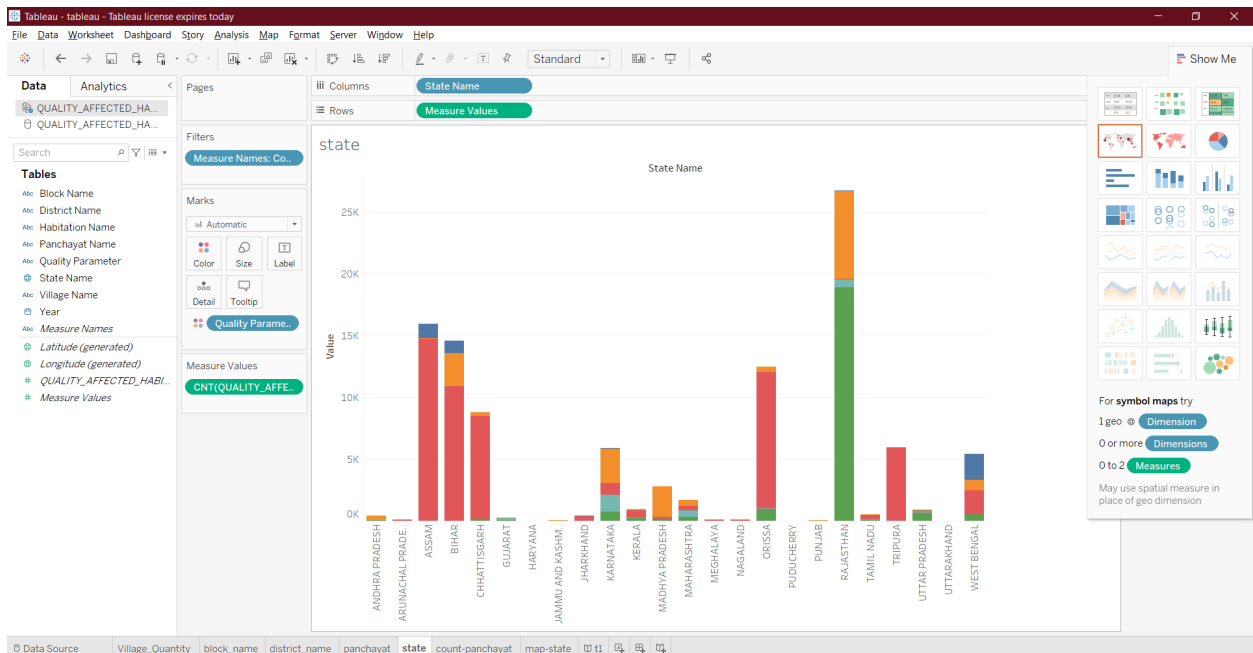 Tableau - tableau - Tableau license expires today
File Data Worksheet Dashboard Story Analysis Map Format Server Window Help
Standard
Show Me
Data Analytics
QUALITY_AFFECTED_HA...
QUALITY_AFFECTED_HA...
Search
Tables
Abc Block Name
Abc District Name
Abc Habitation Name
Abc Panchayat Name
Abc Quality Parameter
State Name
Abc Village Name
Year
Abc Measure Names
Latitude (generated)
Longitude (generated)
# QUALITY_AFFECTED_HABI...
# Measure Values
Pages
Filters
Measure Names: Co..
Marks
Automatic
Color Size Label
Detail Tooltip
Quality Parame..
Measure Values
CNT(QUALITY_AFFE..
Columns State Name
Rows Measure Values
state
State Name
Value
25K
20K
15K
10K
5K
0K
ANDHRA PRADESH
ARUNACHAL PRADE..
ASSAM
BIHAR
CHHATTISGARH
GUJARAT
HARYANA
JAMMU AND KASHM..
JHARKHAND
KARNATAKA
KERALA
MADHYA PRADESH
MAHARASHTRA
MEGHALAYA
NAGALAND
ORISSA
PUDUCHERRY
PUNJAB
RAJASTHAN
TAMIL NADU
TRIPURA
UTTAR PRADESH
UTTARAKHAND
WEST BENGAL
For symbol maps try
1 geo Dimension
0 or more Dimensions
0 to 2 Measures
May use spatial measure in
place of geo dimension
Data Source Village_Quantity block_name district_name panchayat state count-panchayat map-state t1